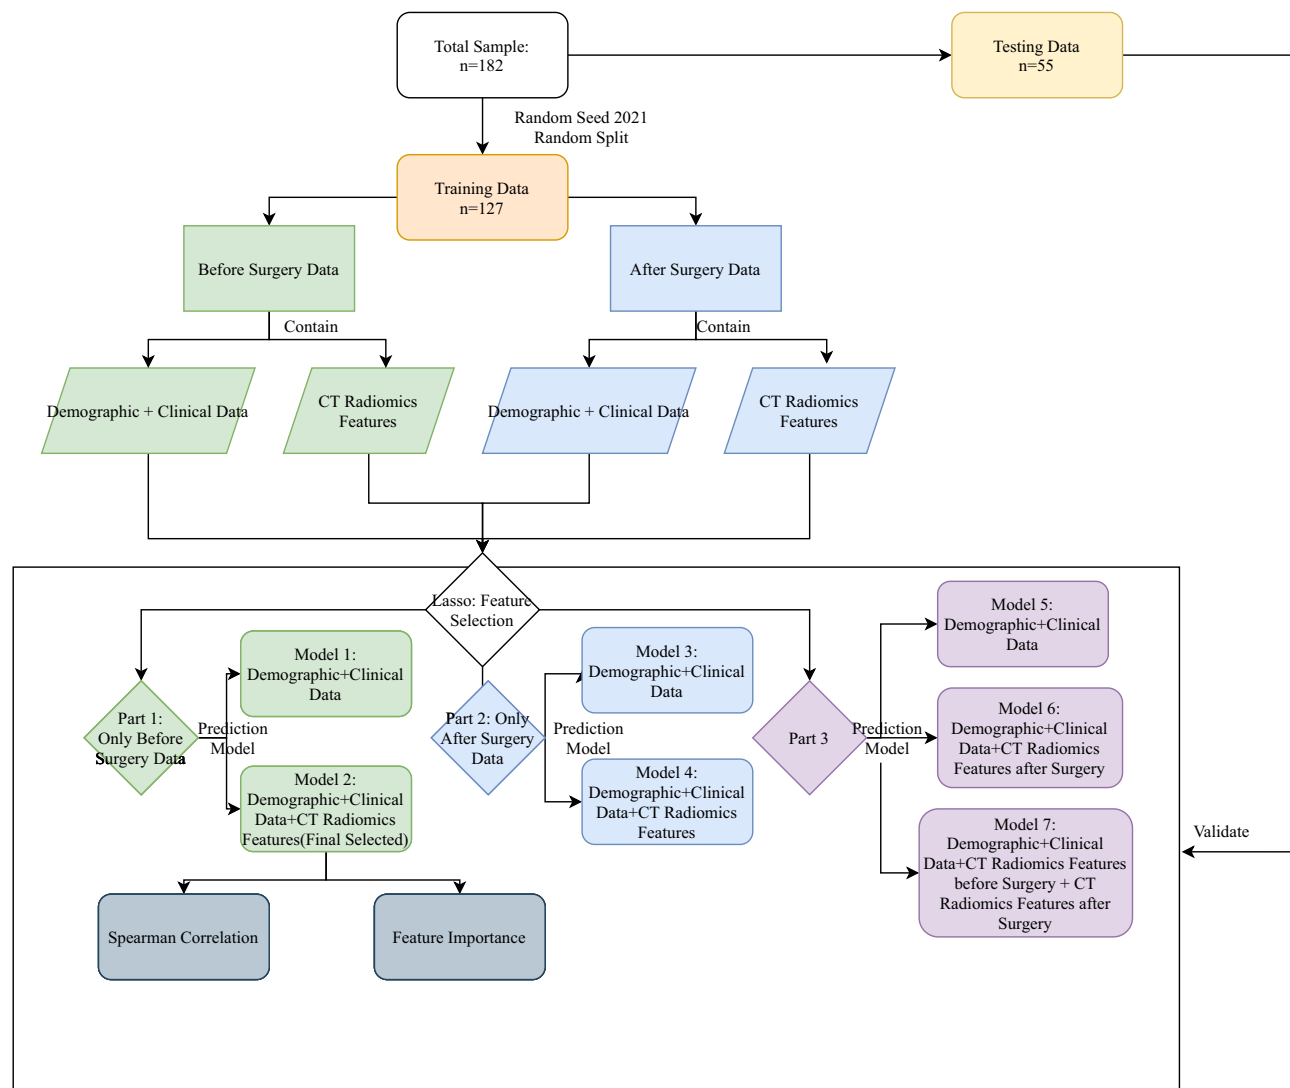 Total Sample:
n=182
Testing Data
n=55
Random Seed 2021
Random Split
Training Data
n=127
Before Surgery Data
After Surgery Data
Contain
Contain
Demographic + Clinical Data
CT Radiomics
Features
Demographic + Clinical Data
CT Radiomics
Features
Lasso: Feature
Selection
Part 1:
Only Before
Surgery Data
Prediction
Model
Model 1:
Demographic+Clinical
Data
Model 2:
Demographic+Clinical
Data+CT Radiomics
Features(Final Selected)
Spearman Correlation
Feature Importance
Part 2: Only
After Surgery
Data
Prediction
Model
Model 3:
Demographic+Clinical
Data
Model 4:
Demographic+Clinical
Data+CT Radiomics
Features
Part 3
Prediction
Model
Model 5:
Demographic+Clinical
Data
Model 6:
Demographic+Clinical
Data+CT Radiomics
Features after Surgery
Model 7:
Demographic+Clinical
Data+CT Radiomics Features
before Surgery + CT
Radiomics Features after
Surgery
Validate